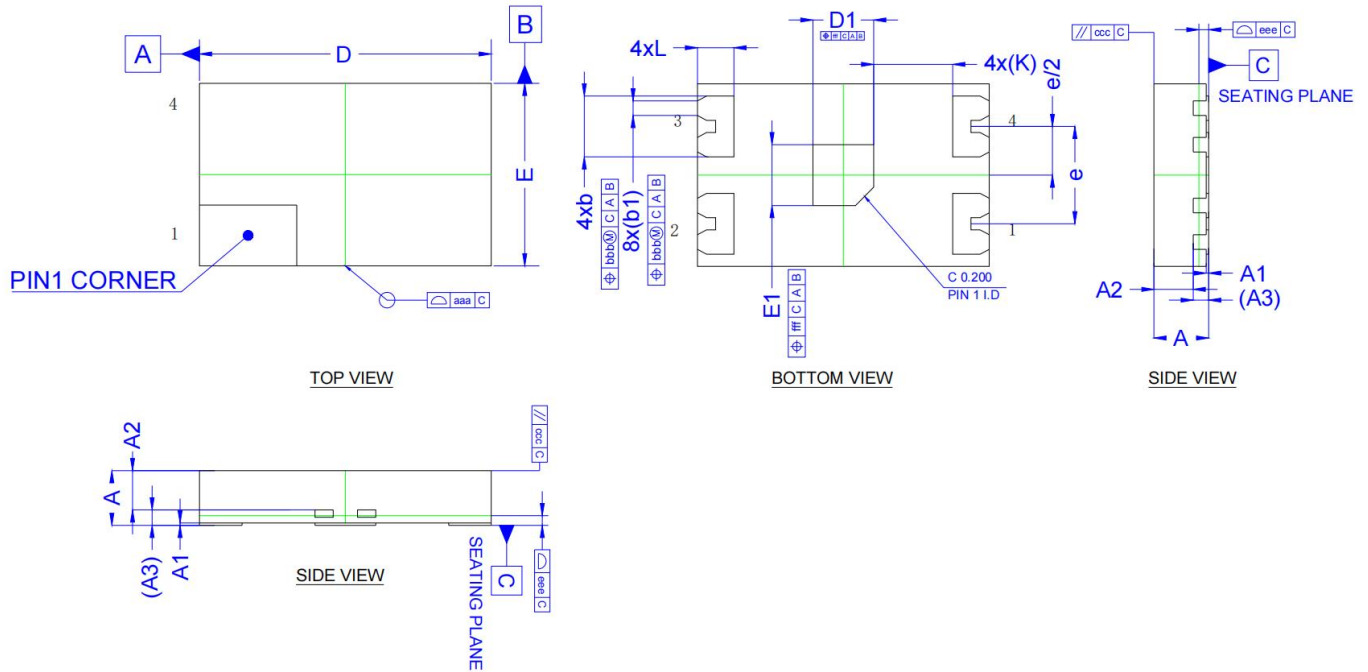 A
D
B
4
1
E
PIN1 CORNER
⌓ aaa C
TOP VIEW
D1
⌖ fff C A B
4xL
4x(K)
e/2
e
3
4
2
1
4xb
⌖ bbbⓂ C A B
8x(b1)
⌖ bbbⓂ C A B
E1
⌖ fff C A B
C 0.200
PIN 1 I.D
BOTTOM VIEW
// ccc C
⌓ eee C
C
SEATING PLANE
A1
A2
(A3)
A
SIDE VIEW
A2
A
(A3)
A1
// ccc C
SEATING PLANE
C
⌓ eee C
SIDE VIEW